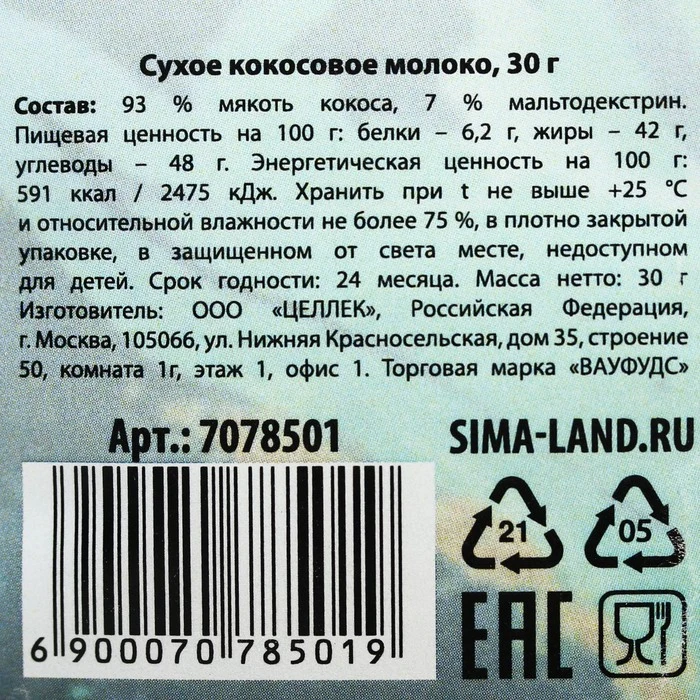 Сухое кокосовое молоко, 30 г
Состав: 93 % мякоть кокоса, 7 % мальтодекстрин.
Пищевая ценность на 100 г: белки – 6,2 г, жиры – 42 г,
углеводы – 48 г. Энергетическая ценность на 100 г:
591 ккал / 2475 кДж. Хранить при t не выше +25 °С
и относительной влажности не более 75 %, в плотно закрытой
упаковке, в защищенном от света месте, недоступном
для детей. Срок годности: 24 месяца. Масса нетто: 30 г
Изготовитель: ООО «ЦЕЛЛЕК», Российская Федерация,
г. Москва, 105066, ул. Нижняя Красносельская, дом 35, строение
50, комната 1г, этаж 1, офис 1. Торговая марка «ВАУФУДС»
Арт.: 7078501
SIMA-LAND.RU
21
05
6 900070 785019
EAC